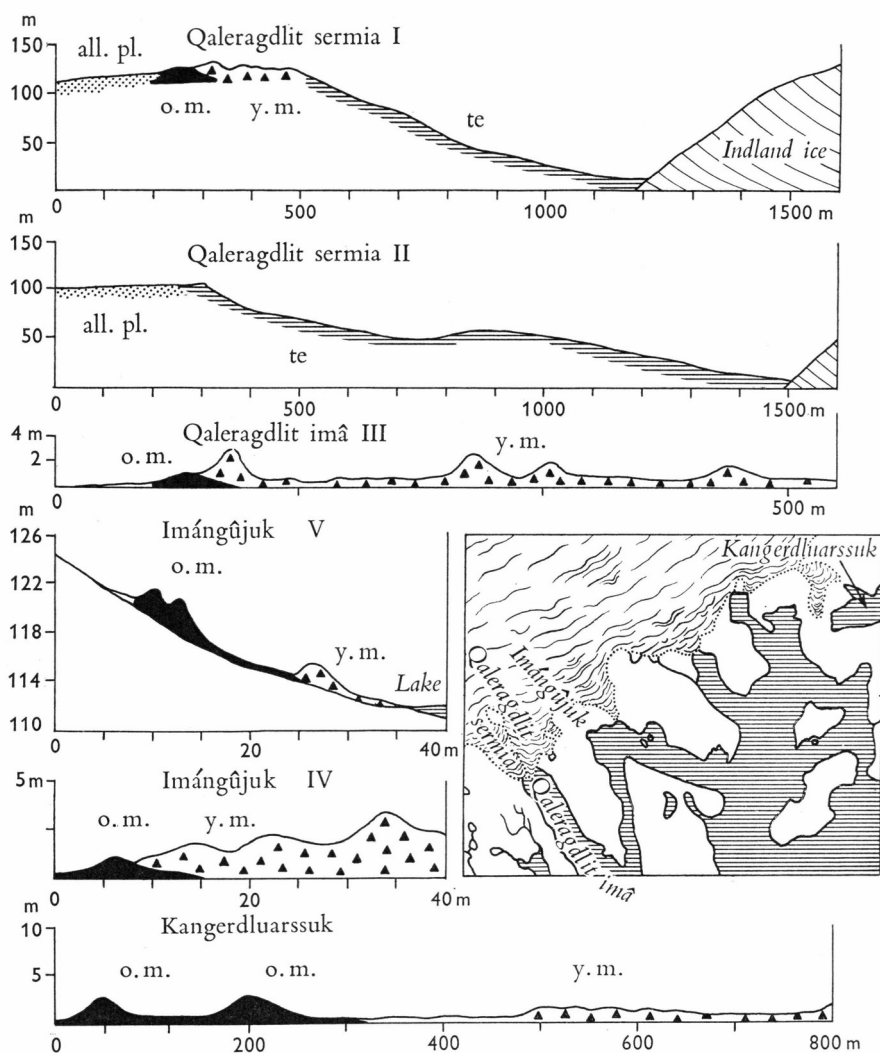 m
Qaleragdlit sermia I
150
all. pl.
100
o. m. y. m.
te
50
Indland ice
0 500 1000 1500 m
m
150
Qaleragdlit sermia II
100
all. pl.
50
te
500 1000 1500 m
4 m
Qaleragdlit imâ III
y. m.
o. m.
2
0 500 m
m
126
Imángûjuk V
o. m.
122
118
y. m.
114
Lake
110
0 20 40 m
Kangerdluarssuk
Imángûjuk
Qaleragdlit
sermia
Qaleragdlit imâ
5 m
Imángûjuk IV
o. m. y. m.
0 20 40 m
m
Kangerdluarssuk
10
o. m. o. m. y. m.
5
0 200 400 600 800 m